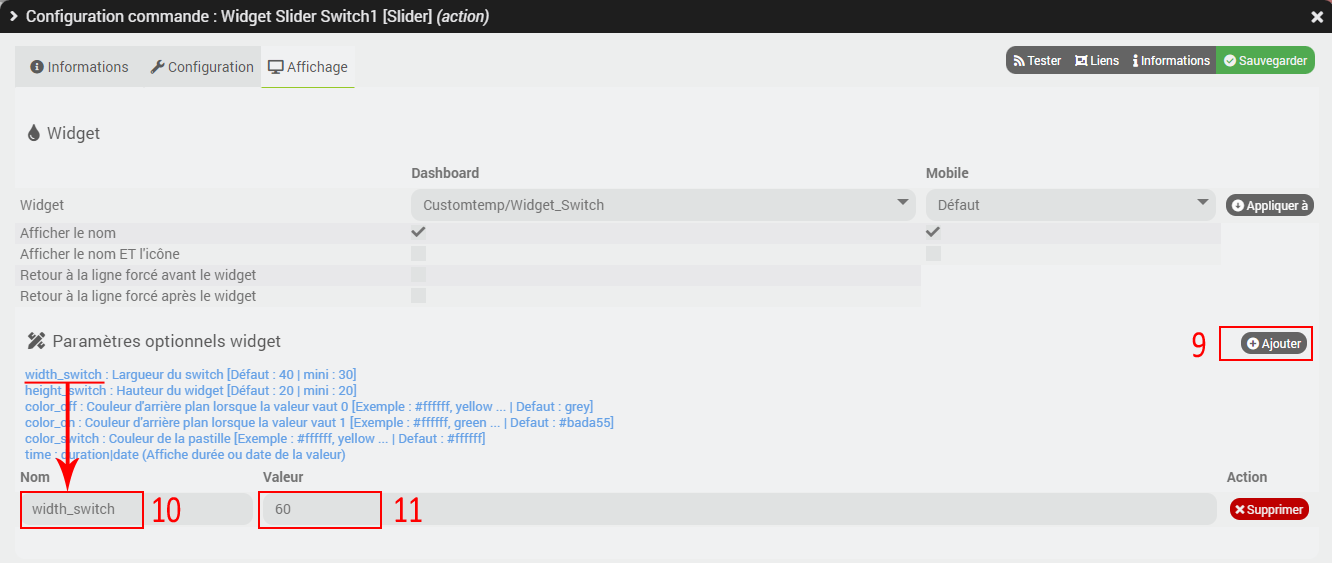 Configuration commande : Widget Slider Switch1 [Slider] (action)
Informations Configuration Affichage
Tester Liens Informations Sauvegarder
Widget
Dashboard Mobile
Widget Customtemp/Widget_Switch Défaut Appliquer à
Afficher le nom
Afficher le nom ET l'icône
Retour à la ligne forcé avant le widget
Retour à la ligne forcé après le widget
Paramètres optionnels widget 9 Ajouter
width_switch : Largueur du switch [Défaut : 40 | mini : 30]
height_switch : Hauteur du widget [Défaut : 20 | mini : 20]
color_off : Couleur d'arrière plan lorsque la valeur vaut 0 [Exemple : #ffffff, yellow ... | Defaut : grey]
color_on : Couleur d'arrière plan lorsque la valeur vaut 1 [Exemple : #ffffff, green ... | Defaut : #bada55]
color_switch : Couleur de la pastille [Exemple : #ffffff, yellow ... | Defaut : #ffffff]
time : duration|date (Affiche durée ou date de la valeur)
Nom Valeur Action
width_switch 10 60 11 Supprimer